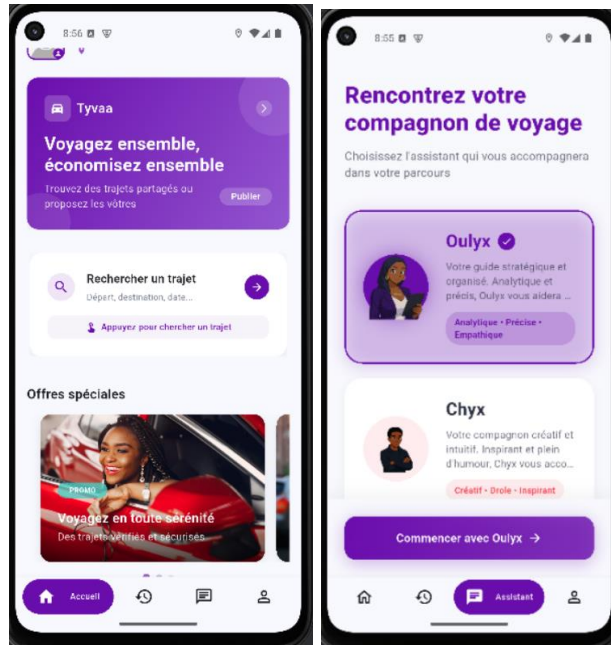 8:56
Tyvaa
Voyagez ensemble,
économisez ensemble
Trouvez des trajets partagés ou
proposez les vôtres
Publier
Rechercher un trajet
Départ, destination, date...
Appuyez pour chercher un trajet
Offres spéciales
PROMO
Voyagez en toute sérénité
Des trajets vérifiés et sécurisés
Accueil
8:55
Rencontrez votre
compagnon de voyage
Choisissez l'assistant qui vous accompagnera
dans votre parcours
Oulyx
Votre guide stratégique et
organisé. Analytique et
précis, Oulyx vous aidera ...
Analytique • Précise •
Empathique
Chyx
Votre compagnon créatif et
intuitif. Inspirant et plein
d'humour, Chyx vous acco...
Créatif • Drole • Inspirant
Commencer avec Oulyx →
Assistant